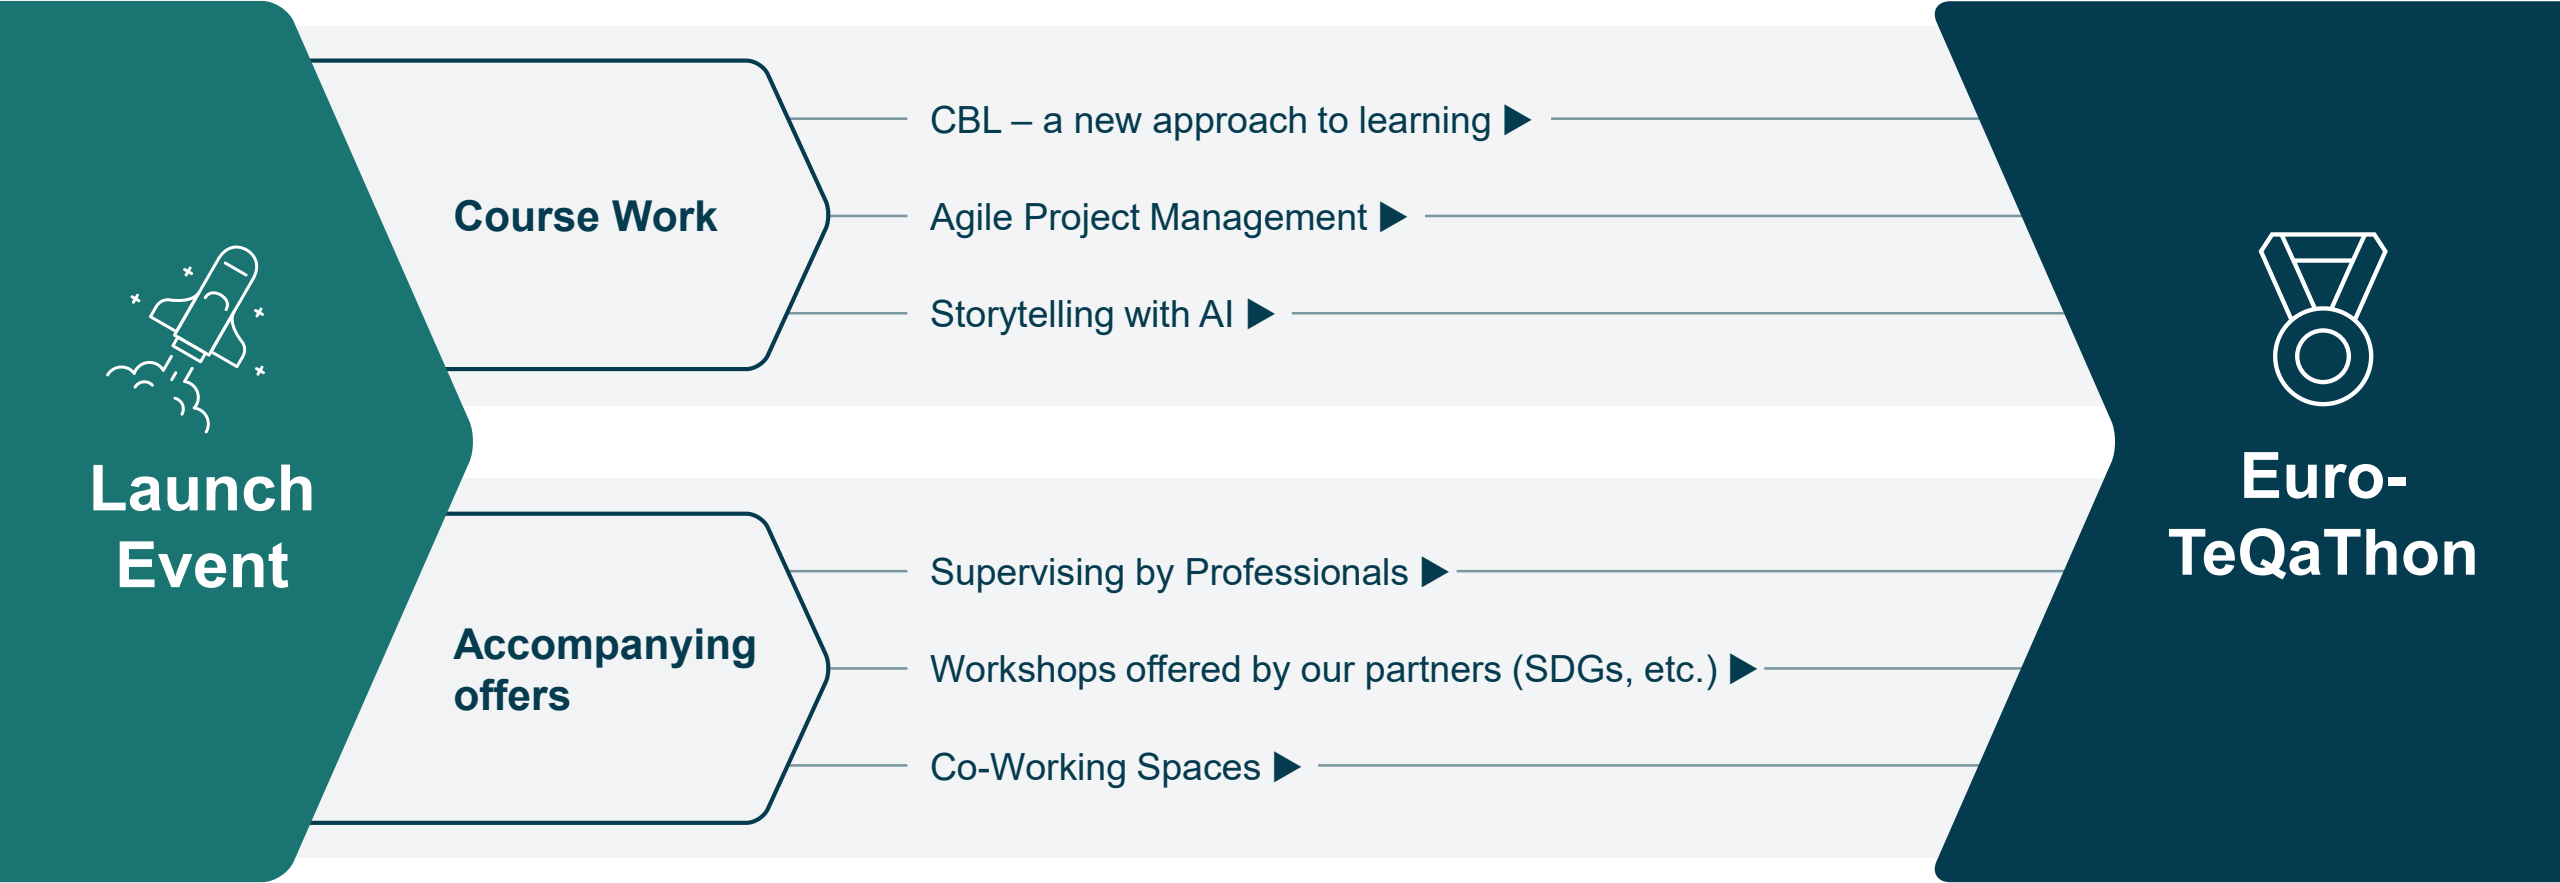 Launch
Event
Course Work
CBL – a new approach to learning
Agile Project Management
Storytelling with AI
Accompanying
offers
Supervising by Professionals
Workshops offered by our partners (SDGs, etc.)
Co-Working Spaces
Euro-
TeQaThon